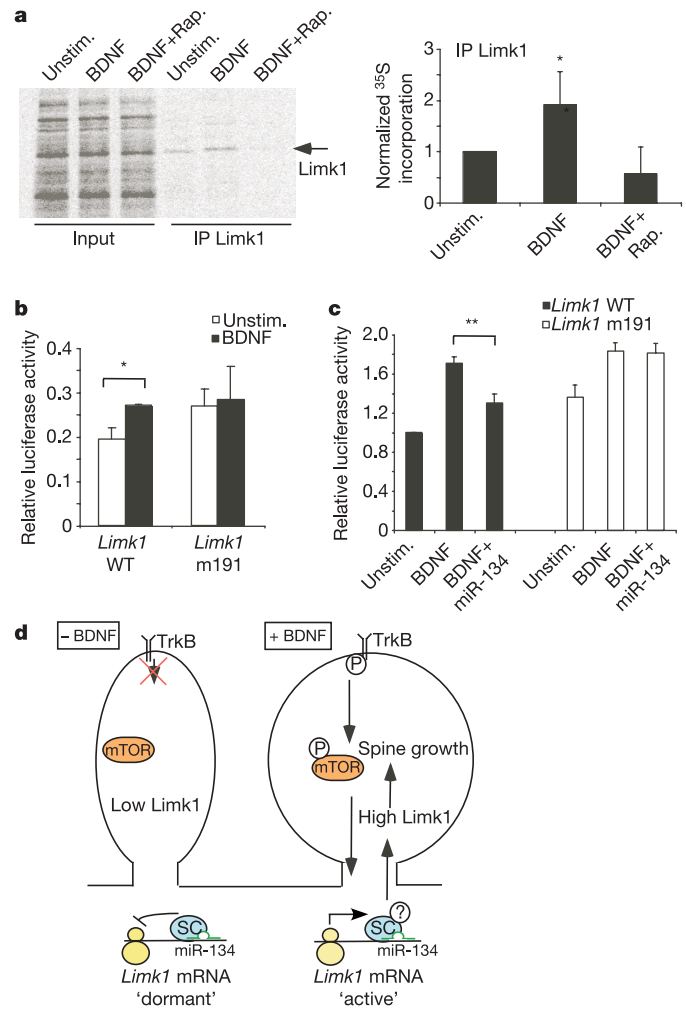 a
Unstim.
BDNF
BDNF+Rap.
Unstim.
BDNF
BDNF+Rap.
Limk1
Input
IP Limk1
IP Limk1
Normalized 35S
incorporation
3
2
1
0
*
*
Unstim.
BDNF
BDNF+
Rap.
b
Unstim.
BDNF
Relative luciferase activity
0.4
0.3
0.2
0.1
0
*
Limk1
WT
Limk1
m191
c
Limk1 WT
Limk1 m191
Relative luciferase activity
2.0
1.6
1.2
0.8
0.4
0
**
Unstim.
BDNF
BDNF+
miR-134
Unstim.
BDNF
BDNF+
miR-134
d
– BDNF
TrkB
mTOR
Low Limk1
SC
miR-134
Limk1 mRNA
'dormant'
+ BDNF
TrkB
P
P
mTOR
Spine growth
High Limk1
SC
?
miR-134
Limk1 mRNA
'active'